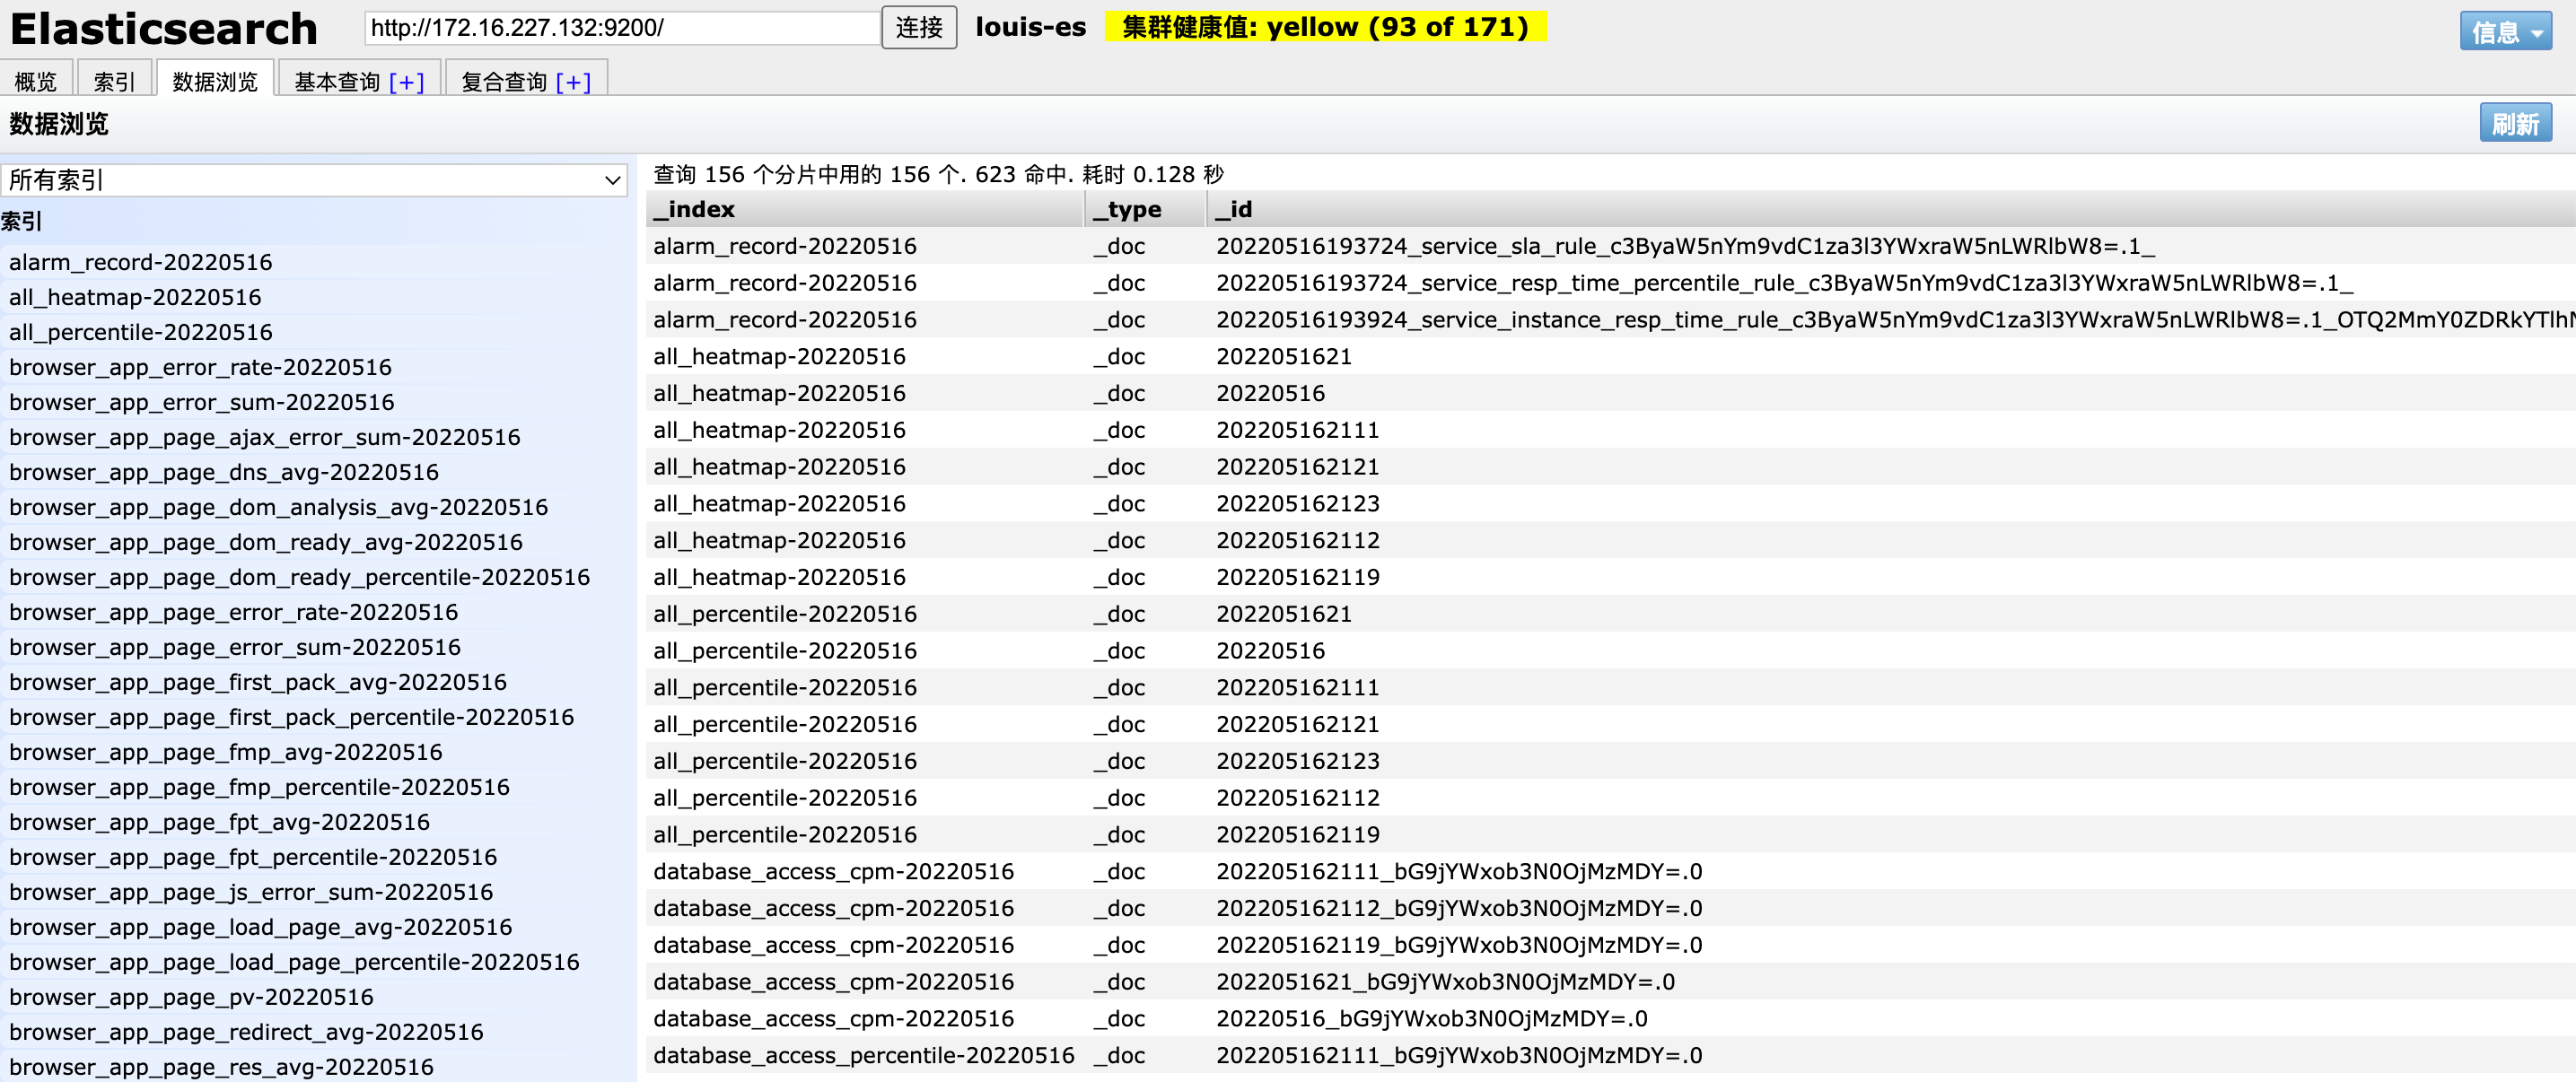 Elasticsearch http://172.16.227.132:9200/ 连接 louis-es 集群健康值: yellow (93 of 171) 信息
概览 索引 数据浏览 基本查询 [+] 复合查询 [+]
数据浏览 刷新
所有索引
索引
alarm_record-20220516
all_heatmap-20220516
all_percentile-20220516
browser_app_error_rate-20220516
browser_app_error_sum-20220516
browser_app_page_ajax_error_sum-20220516
browser_app_page_dns_avg-20220516
browser_app_page_dom_analysis_avg-20220516
browser_app_page_dom_ready_avg-20220516
browser_app_page_dom_ready_percentile-20220516
browser_app_page_error_rate-20220516
browser_app_page_error_sum-20220516
browser_app_page_first_pack_avg-20220516
browser_app_page_first_pack_percentile-20220516
browser_app_page_fmp_avg-20220516
browser_app_page_fmp_percentile-20220516
browser_app_page_fpt_avg-20220516
browser_app_page_fpt_percentile-20220516
browser_app_page_js_error_sum-20220516
browser_app_page_load_page_avg-20220516
browser_app_page_load_page_percentile-20220516
browser_app_page_pv-20220516
browser_app_page_redirect_avg-20220516
browser_app_page_res_avg-20220516
查询 156 个分片中用的 156 个. 623 命中. 耗时 0.128 秒
_index _type _id
alarm_record-20220516 _doc 20220516193724_service_sla_rule_c3ByaW5nYm9vdC1za3l3YWxraW5nLWRlbW8=.1_
alarm_record-20220516 _doc 20220516193724_service_resp_time_percentile_rule_c3ByaW5nYm9vdC1za3l3YWxraW5nLWRlbW8=.1_
alarm_record-20220516 _doc 20220516193924_service_instance_resp_time_rule_c3ByaW5nYm9vdC1za3l3YWxraW5nLWRlbW8=.1_OTQ2MmY0ZDRkYTlhN
all_heatmap-20220516 _doc 2022051621
all_heatmap-20220516 _doc 20220516
all_heatmap-20220516 _doc 202205162111
all_heatmap-20220516 _doc 202205162121
all_heatmap-20220516 _doc 202205162123
all_heatmap-20220516 _doc 202205162112
all_heatmap-20220516 _doc 202205162119
all_percentile-20220516 _doc 2022051621
all_percentile-20220516 _doc 20220516
all_percentile-20220516 _doc 202205162111
all_percentile-20220516 _doc 202205162121
all_percentile-20220516 _doc 202205162123
all_percentile-20220516 _doc 202205162112
all_percentile-20220516 _doc 202205162119
database_access_cpm-20220516 _doc 202205162111_bG9jYWxob3N0OjMzMDY=.0
database_access_cpm-20220516 _doc 202205162112_bG9jYWxob3N0OjMzMDY=.0
database_access_cpm-20220516 _doc 202205162119_bG9jYWxob3N0OjMzMDY=.0
database_access_cpm-20220516 _doc 2022051621_bG9jYWxob3N0OjMzMDY=.0
database_access_cpm-20220516 _doc 20220516_bG9jYWxob3N0OjMzMDY=.0
database_access_percentile-20220516 _doc 202205162111_bG9jYWxob3N0OjMzMDY=.0